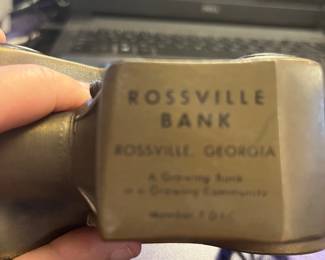 ROSSVILLE
BANK
ROSSVILLE, GEORGIA
A Growing Bank
in a Growing Community
Member F D I C